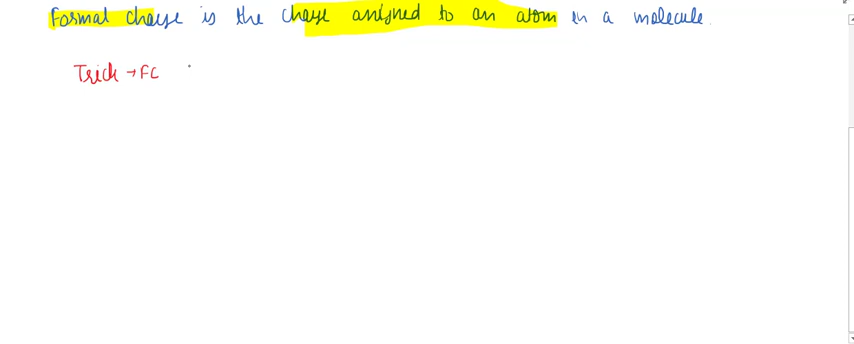 Formal charge is the charge assigned to an atom in a molecule.
Trick → FC